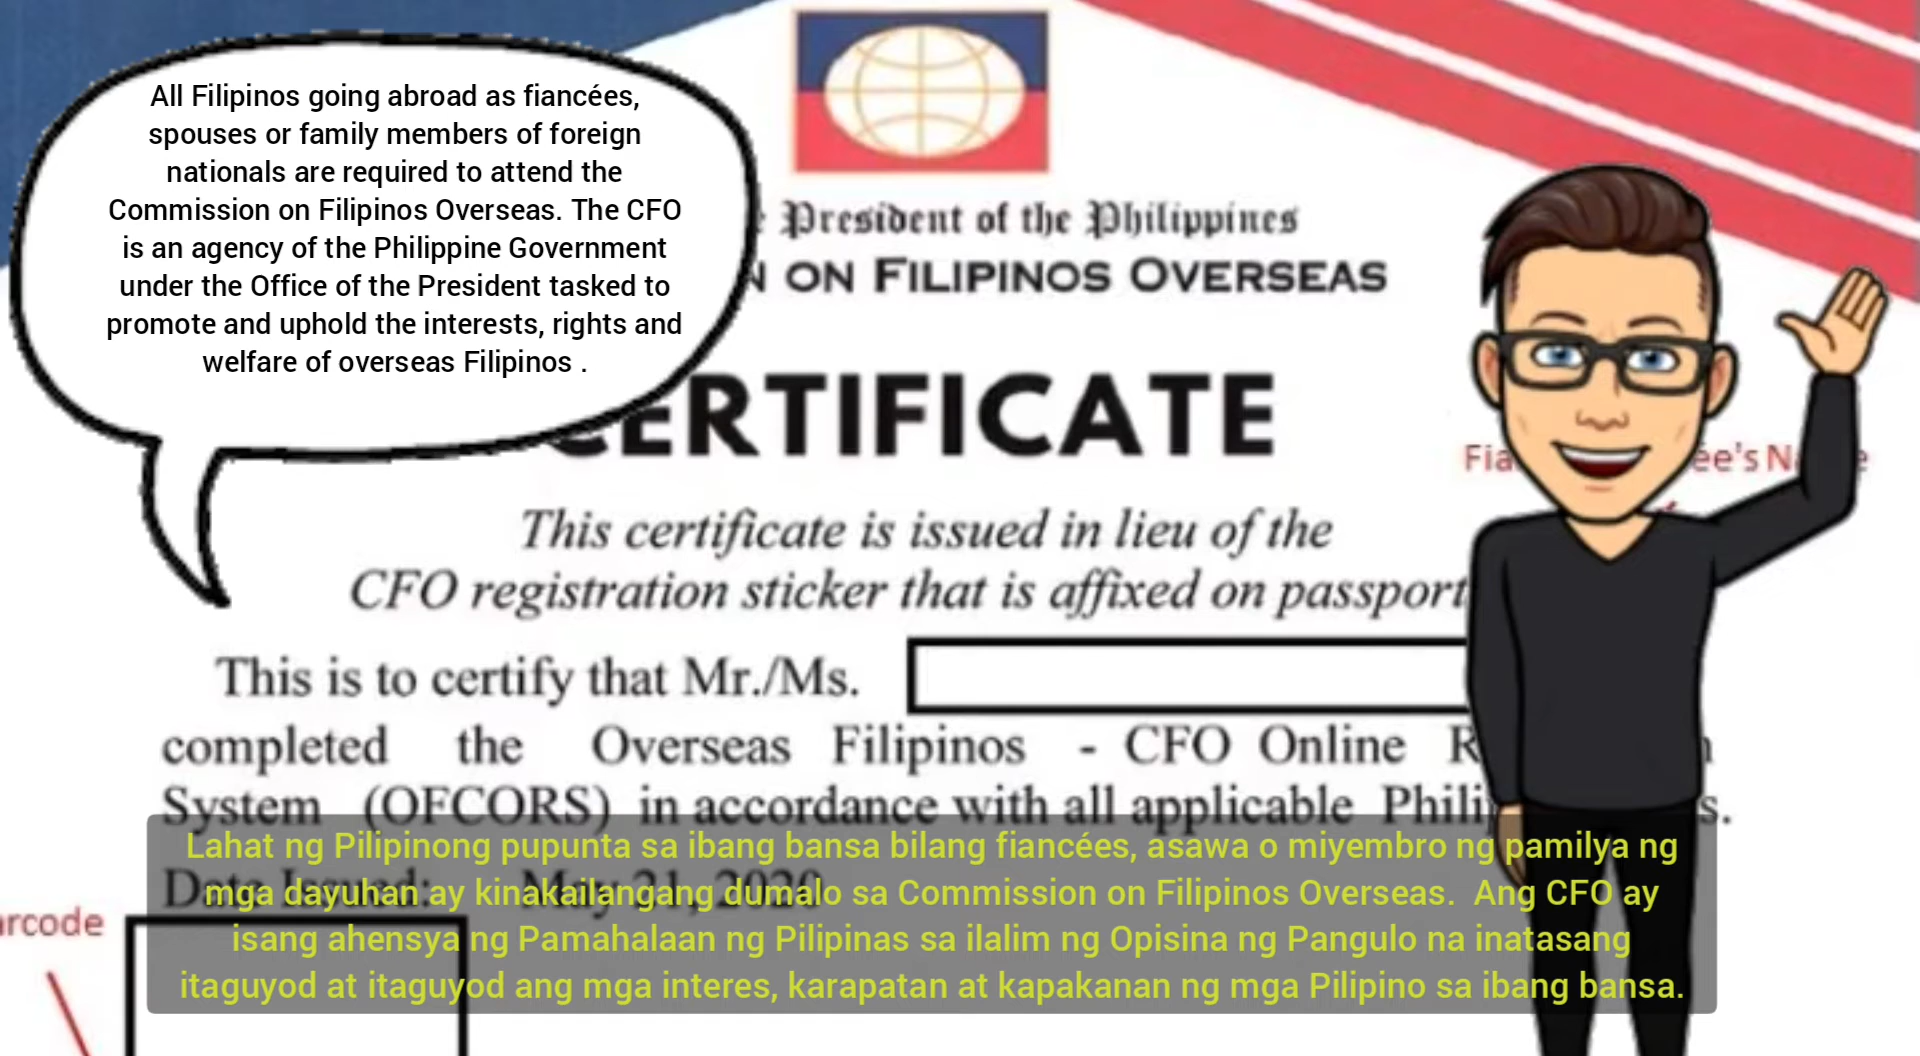 All Filipinos going abroad as fiancées,
spouses or family members of foreign
nationals are required to attend the
Commission on Filipinos Overseas. The CFO
is an agency of the Philippine Government
under the Office of the President tasked to
promote and uphold the interests, rights and
welfare of overseas Filipinos .
President of the Philippines
ON FILIPINOS OVERSEAS
CERTIFICATE
This certificate is issued in lieu of the
CFO registration sticker that is affixed on passport
This is to certify that Mr./Ms.
completed the Overseas Filipinos - CFO Online
System (OFCORS) in accordance with all applicable
Date Issued: May 21, 2020
Lahat ng Pilipinong pupunta sa ibang bansa bilang fiancées, asawa o miyembro ng pamilya ng
mga dayuhan ay kinakailangang dumalo sa Commission on Filipinos Overseas. Ang CFO ay
isang ahensya ng Pamahalaan ng Pilipinas sa ilalim ng Opisina ng Pangulo na inatasang
itaguyod at itaguyod ang mga interes, karapatan at kapakanan ng mga Pilipino sa ibang bansa.